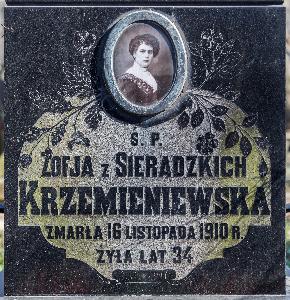 Ś. P.
ZOFJA Z SIERADZKICH
KRZEMIENIEWSKA
ZMARŁA 16 LISTOPADA 1910 R.
ŻYŁA LAT 34